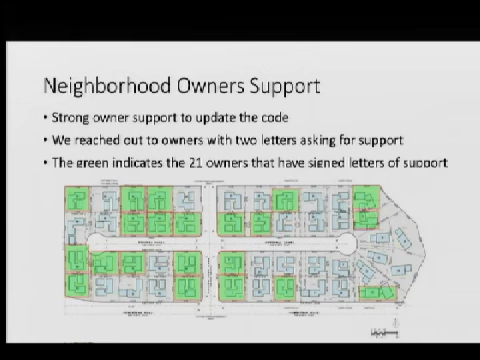 Neighborhood Owners Support
• Strong owner support to update the code
• We reached out to owners with two letters asking for support
• The green indicates the 21 owners that have signed letters of support